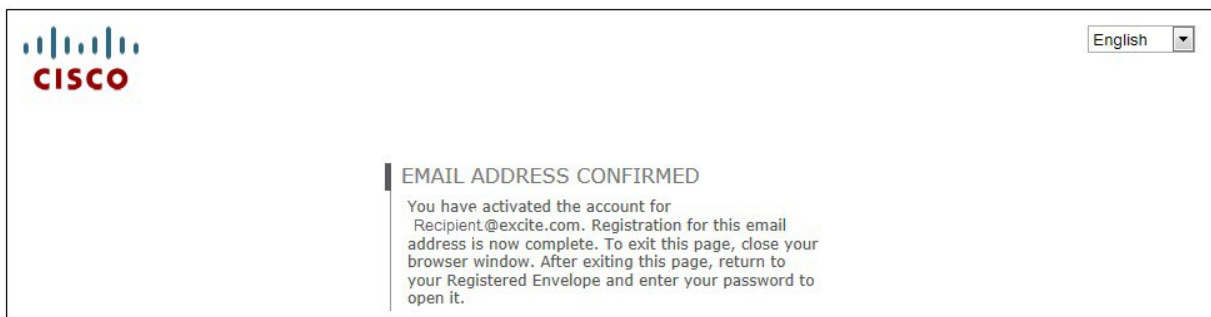 CISCO
English
EMAIL ADDRESS CONFIRMED
You have activated the account for
Recipient@excite.com. Registration for this email
address is now complete. To exit this page, close your
browser window. After exiting this page, return to
your Registered Envelope and enter your password to
open it.